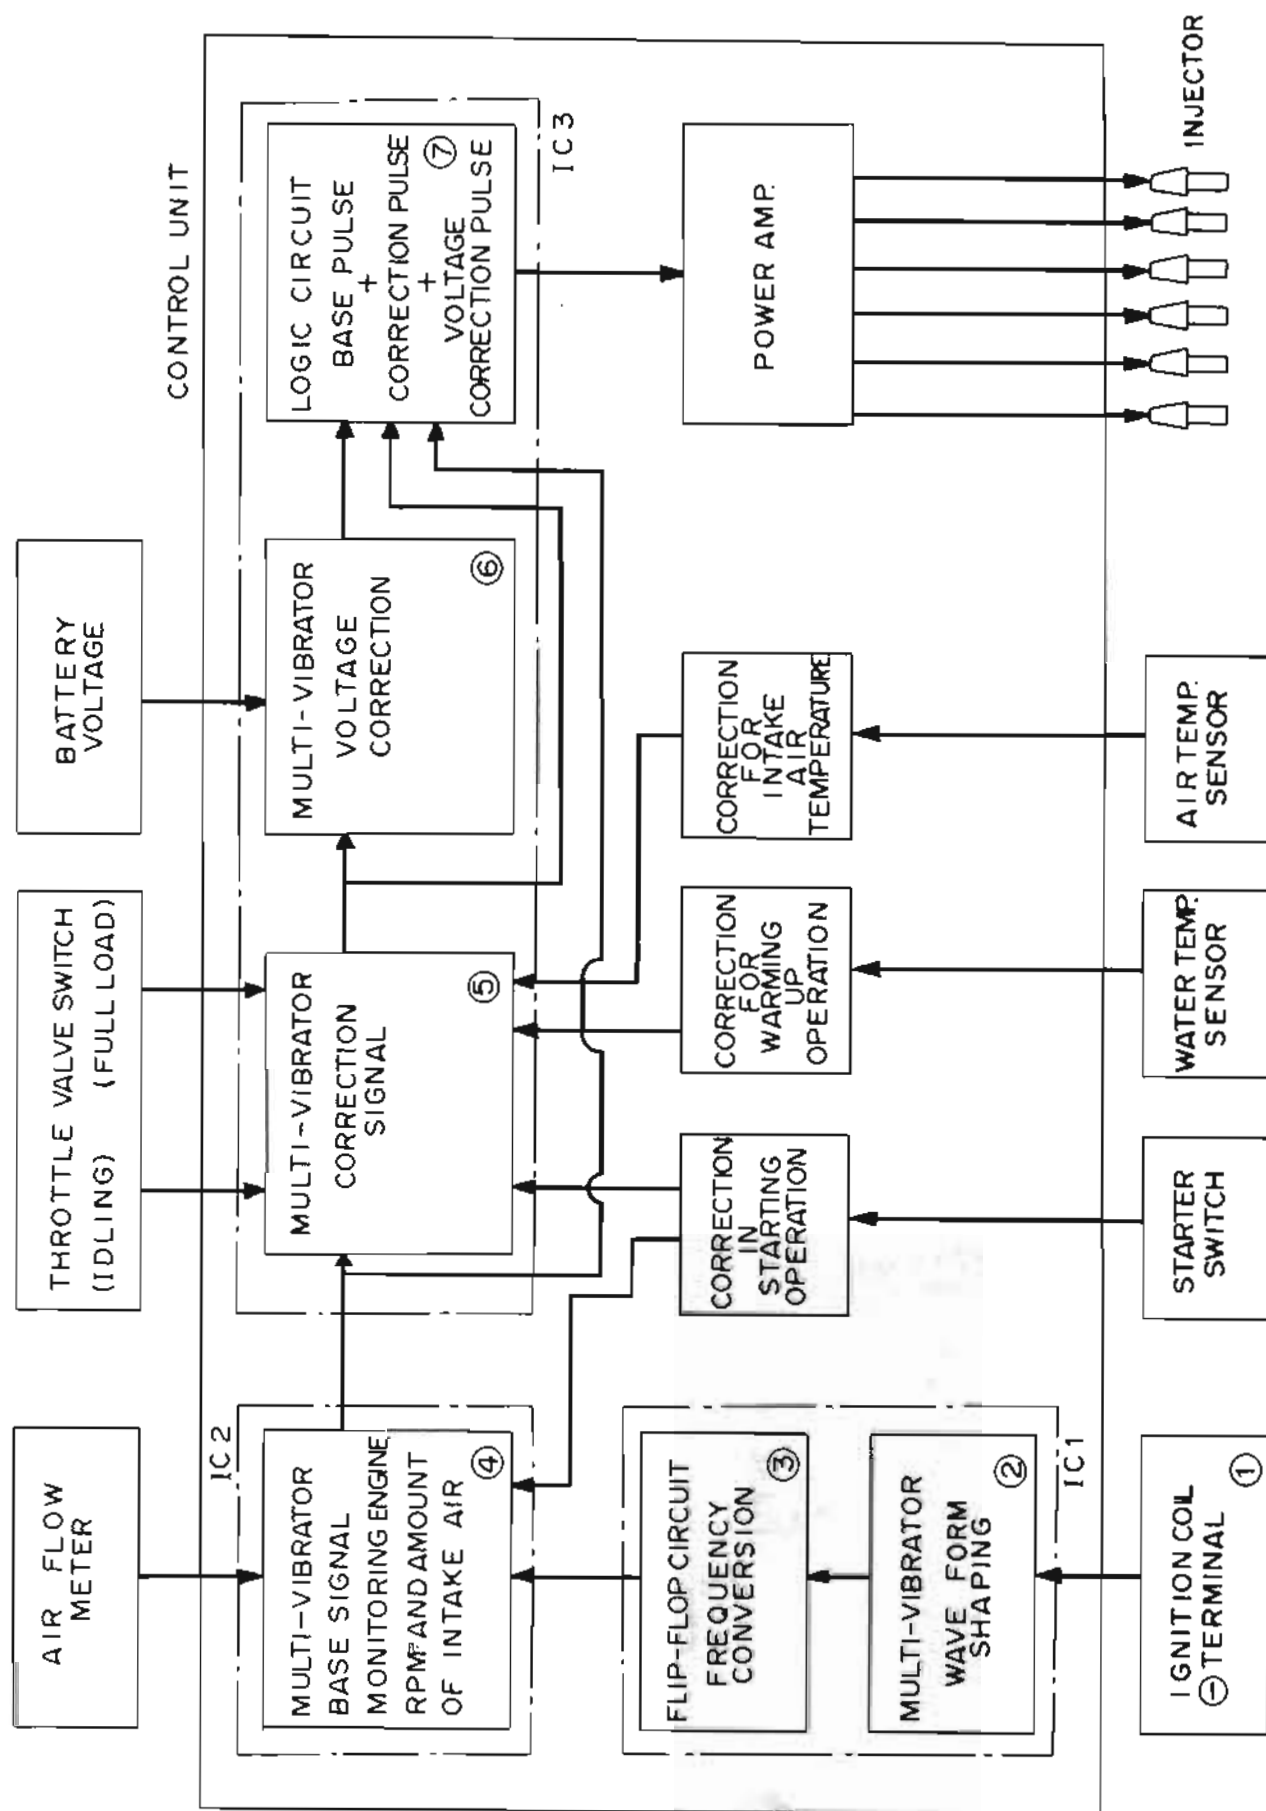 AIR FLOW
METER
THROTTLE VALVE SWITCH
(IDLING) (FULL LOAD)
BATTERY
VOLTAGE
CONTROL UNIT
IC 2
MULTI-VIBRATOR
BASE SIGNAL
MONITORING ENGINE
RPM AND AMOUNT
OF INTAKE AIR
④
MULTI-VIBRATOR
CORRECTION
SIGNAL
⑤
MULTI-VIBRATOR
VOLTAGE
CORRECTION
⑥
LOGIC CIRCUIT
BASE PULSE
+
CORRECTION PULSE
+
VOLTAGE
CORRECTION PULSE
⑦
IC 3
FLIP-FLOP CIRCUIT
FREQUENCY
CONVERSION
③
MULTI-VIBRATOR
WAVE FORM
SHAPING
②
IC 1
CORRECTION
IN
STARTING
OPERATION
CORRECTION
FOR
WARMING
UP
OPERATION
CORRECTION
FOR
INTAKE
AIR
TEMPERATURE
POWER AMP.
IGNITION COIL
⊖ TERMINAL
①
STARTER
SWITCH
WATER TEMP.
SENSOR
AIR TEMP.
SENSOR
INJECTOR